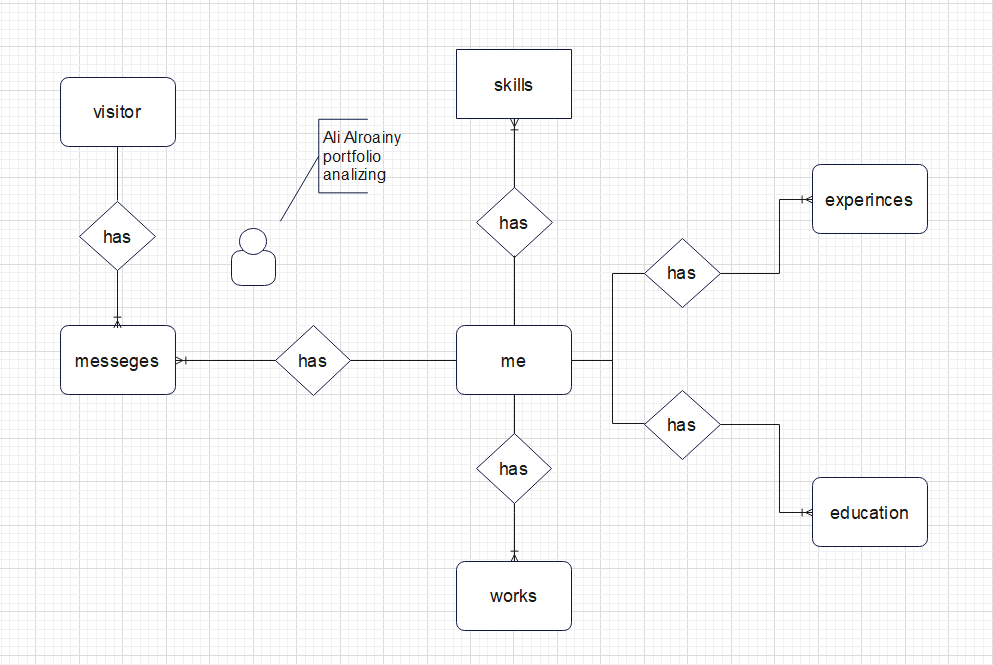 skills
visitor
Ali Alroainy
portfolio
analizing
experinces
has
has
has
messeges
has
me
has
has
education
works